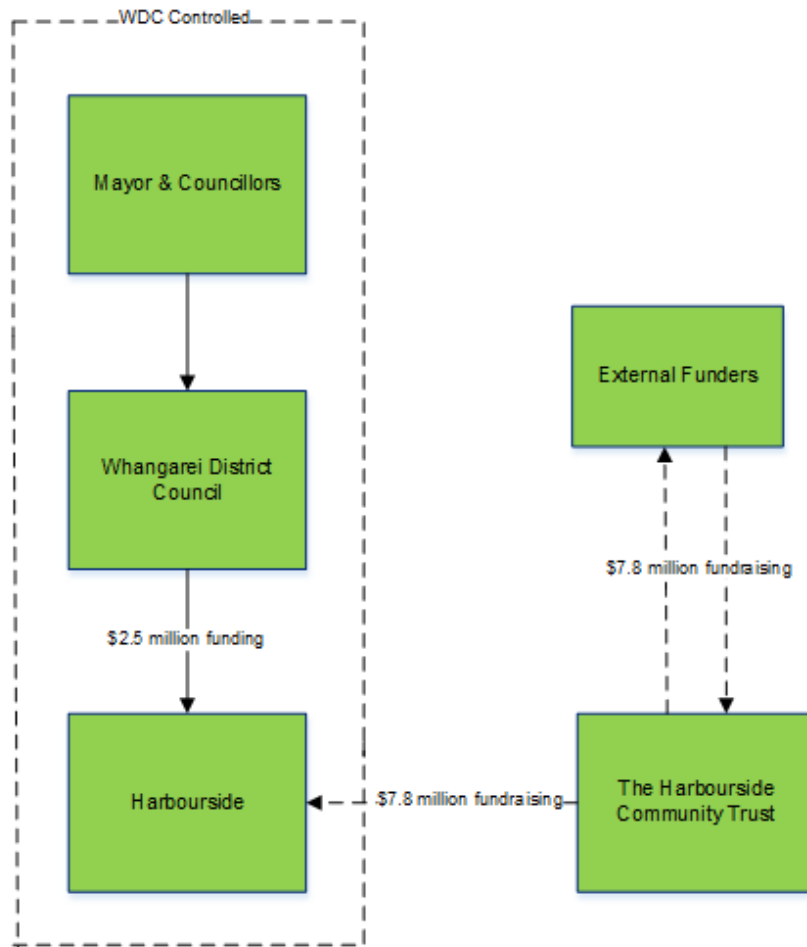 WDC Controlled
Mayor & Councillors
External Funders
Whangarei District
Council
$7.8 million fundraising
$2.5 million funding
Harbourside
$7.8 million fundraising
The Harbourside
Community Trust